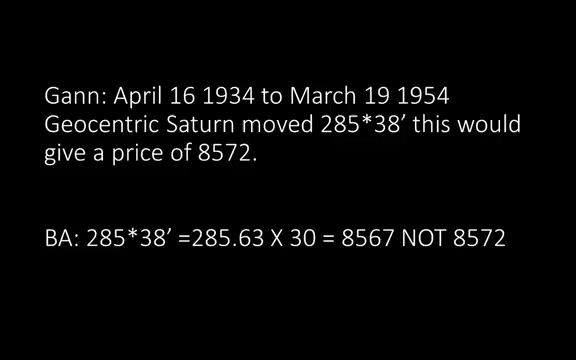 Gann: April 16 1934 to March 19 1954
Geocentric Saturn moved 285*38’ this would
give a price of 8572.
BA: 285*38’ =285.63 X 30 = 8567 NOT 8572